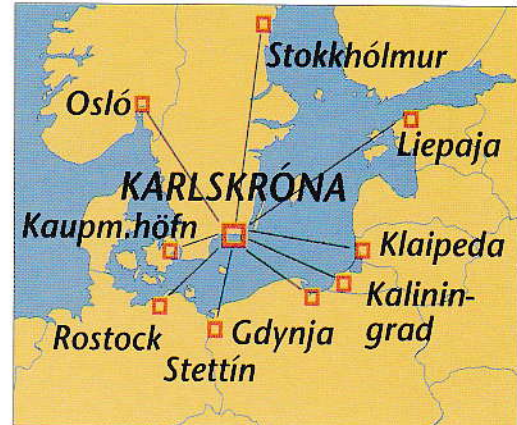 Stokkhólmur
Osló
Liepaja
KARLSKRÓNA
Kaupm.höfn
Klaipeda
Kalinin-
grad
Rostock
Gdynja
Stettín